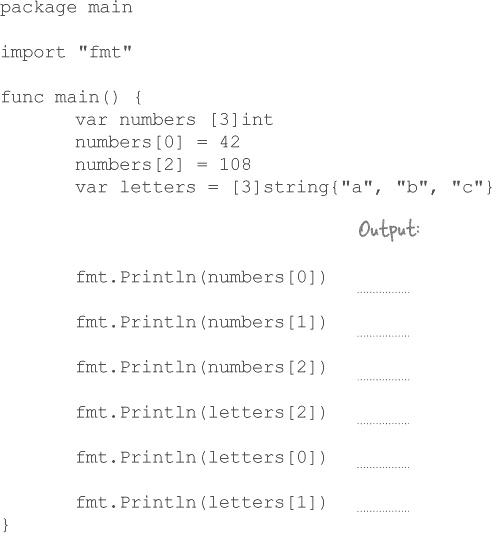 package main
import "fmt"
func main() {
var numbers [3]int
numbers[0] = 42
numbers[2] = 108
var letters = [3]string{"a", "b", "c"}
Output:
fmt.Println(numbers[0]) ................
fmt.Println(numbers[1]) ................
fmt.Println(numbers[2]) ................
fmt.Println(letters[2]) ................
fmt.Println(letters[0]) ................
fmt.Println(letters[1]) ................
}